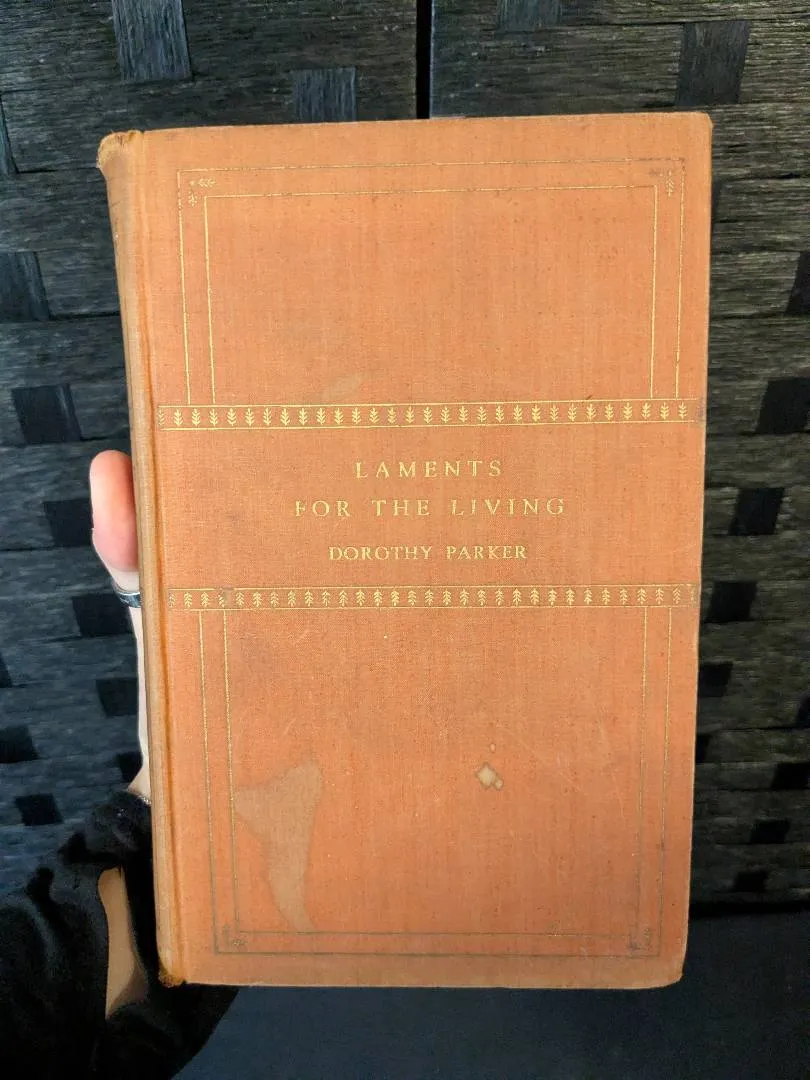 LAMENTS
FOR THE LIVING
DOROTHY PARKER